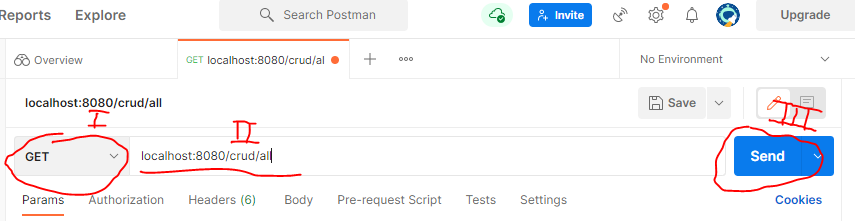 Reports Search Postman Invite Upgrade
Overview GET localhost:8080/crud/al No Environment
localhost:8080/crud/all Save
I II III
GET localhost:8080/crud/all Send
Params Authorization Headers (6) Body Pre-request Script Tests Settings Cookies